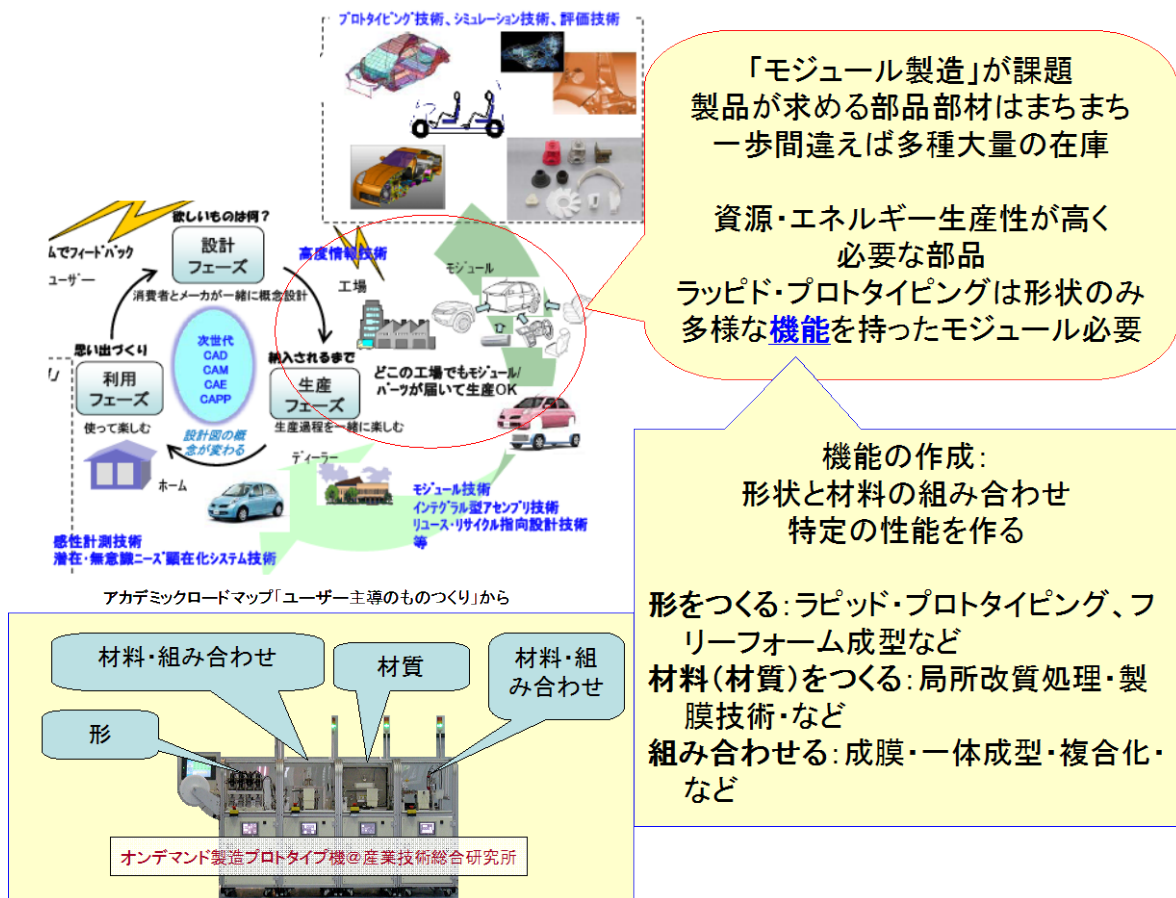 プロトタイピング技術、シミュレーション技術、評価技術
「モジュール製造」が課題
製品が求める部品部材はまちまち
一歩間違えば多種大量の在庫
資源・エネルギー生産性が高く
必要な部品
ラッピド・プロトタイピングは形状のみ
多様な機能を持ったモジュール必要
欲しいものは何？
ムでフィードバック
ユーザー
設計
フェーズ
消費者とメーカが一緒に概念設計
高度情報技術
工場
モジュール
次世代
CAD
CAM
CAE
CAPP
思い出づくり
利用
フェーズ
使って楽しむ
納入されるまで
生産
フェーズ
生産過程を一緒に楽しむ
どこの工場でもモジュール/
パーツが届いて生産OK
設計図の概
念が変わる
ホーム
ディーラー
モジュール技術
インテグラル型アセンブリ技術
リユース・リサイクル指向設計技術
等
感性計測技術
潜在・無意識ニーズ顕在化システム技術
アカデミックロードマップ「ユーザー主導のものつくり」から
機能の作成：
形状と材料の組み合わせ
特定の性能を作る
形をつくる：ラピッド・プロトタイピング、フ
リーフォーム成型など
材料（材質）をつくる：局所改質処理・製
膜技術・など
組み合わせる：成膜・一体成型・複合化・
など
材料・組み合わせ
材質
材料・組
み合わせ
形
オンデマンド製造プロトタイプ機＠産業技術総合研究所